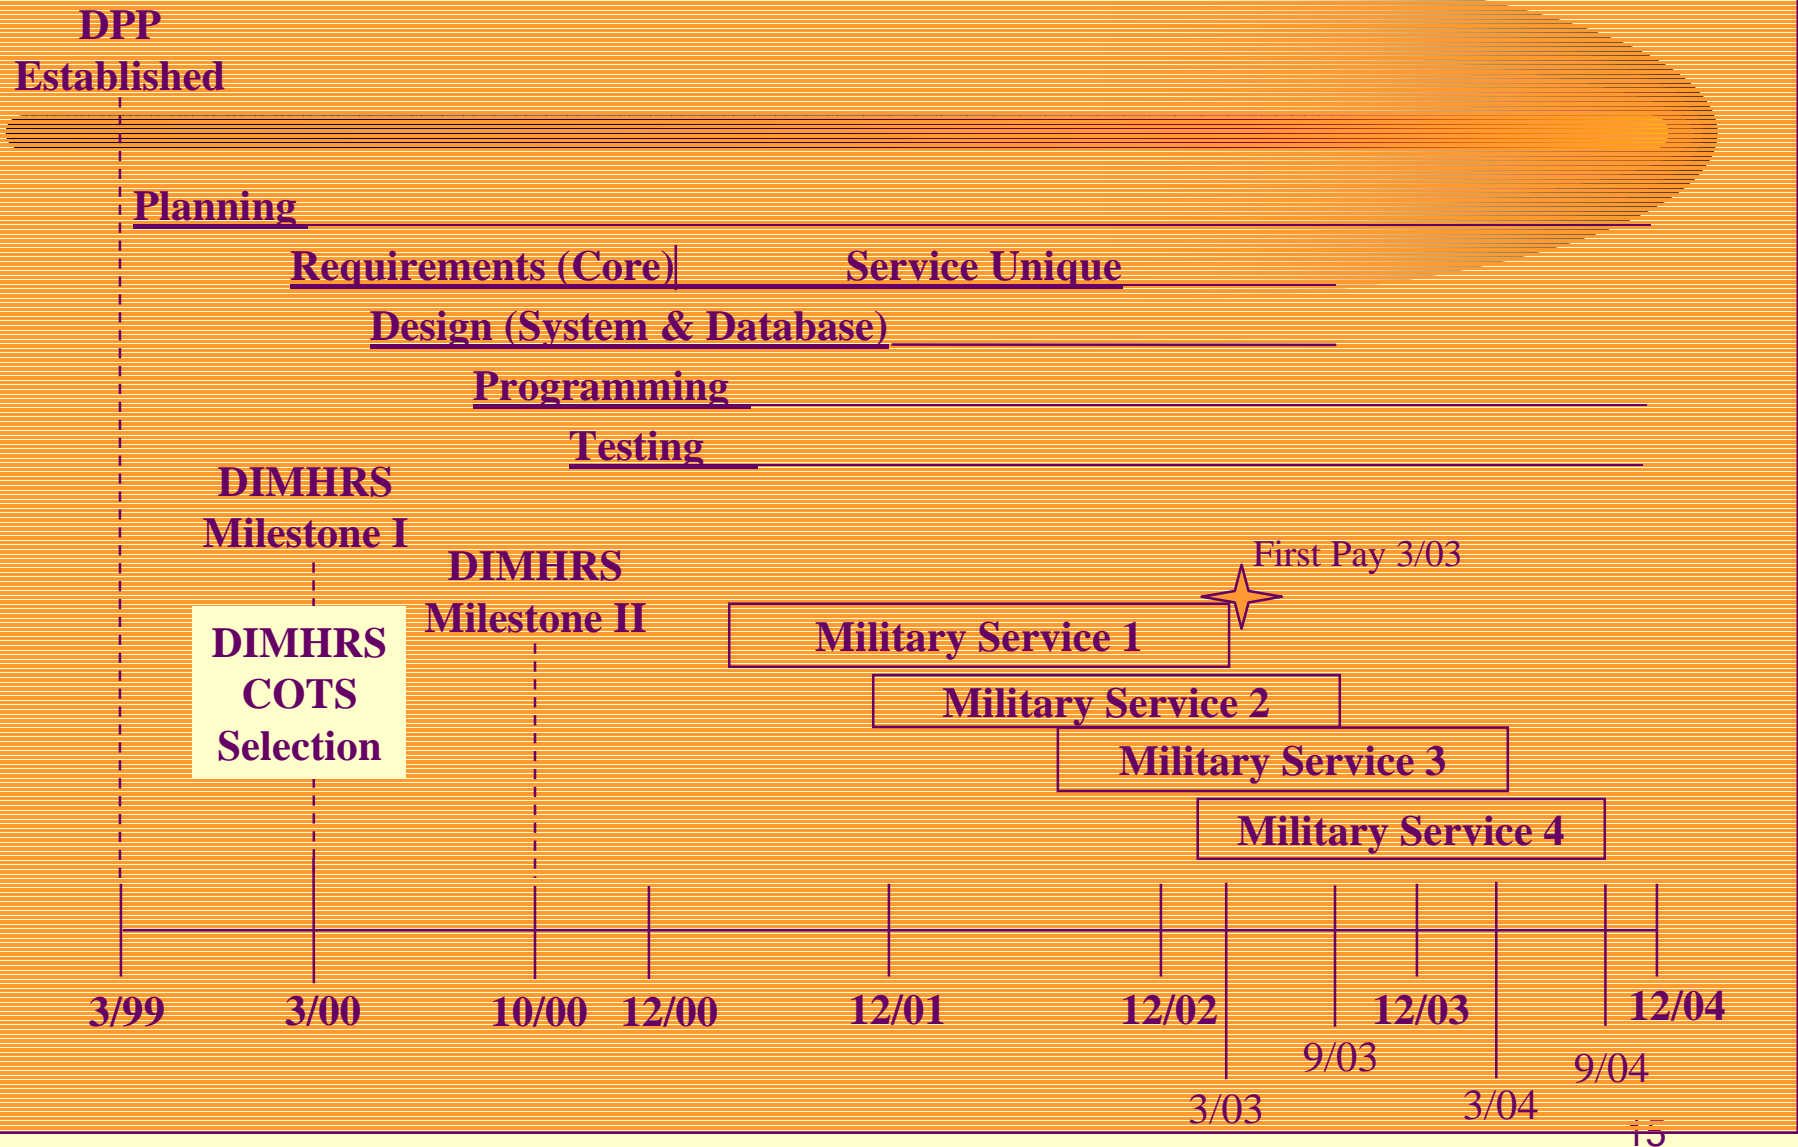 DPP
Established
Planning
Requirements (Core)
Service Unique
Design (System & Database)
Programming
Testing
DIMHRS
Milestone I
DIMHRS
Milestone II
First Pay 3/03
DIMHRS
COTS
Selection
Military Service 1
Military Service 2
Military Service 3
Military Service 4
3/99
3/00
10/00
12/00
12/01
12/02
12/03
12/04
9/03
9/04
3/03
3/04
15